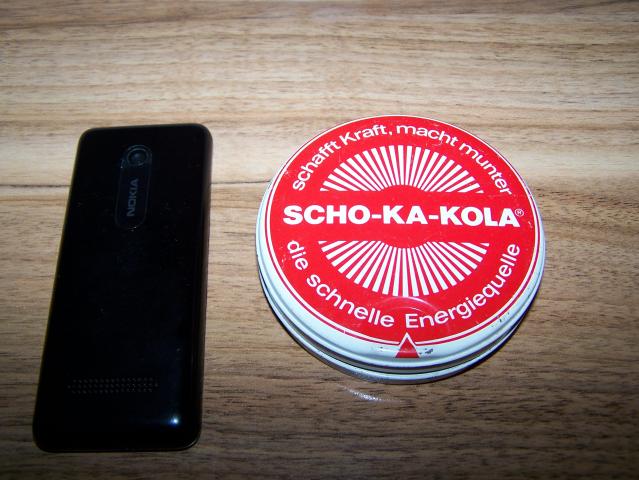 NOKIA
schafft Kraft, macht munter
SCHO-KA-KOLA®
die schnelle Energiequelle